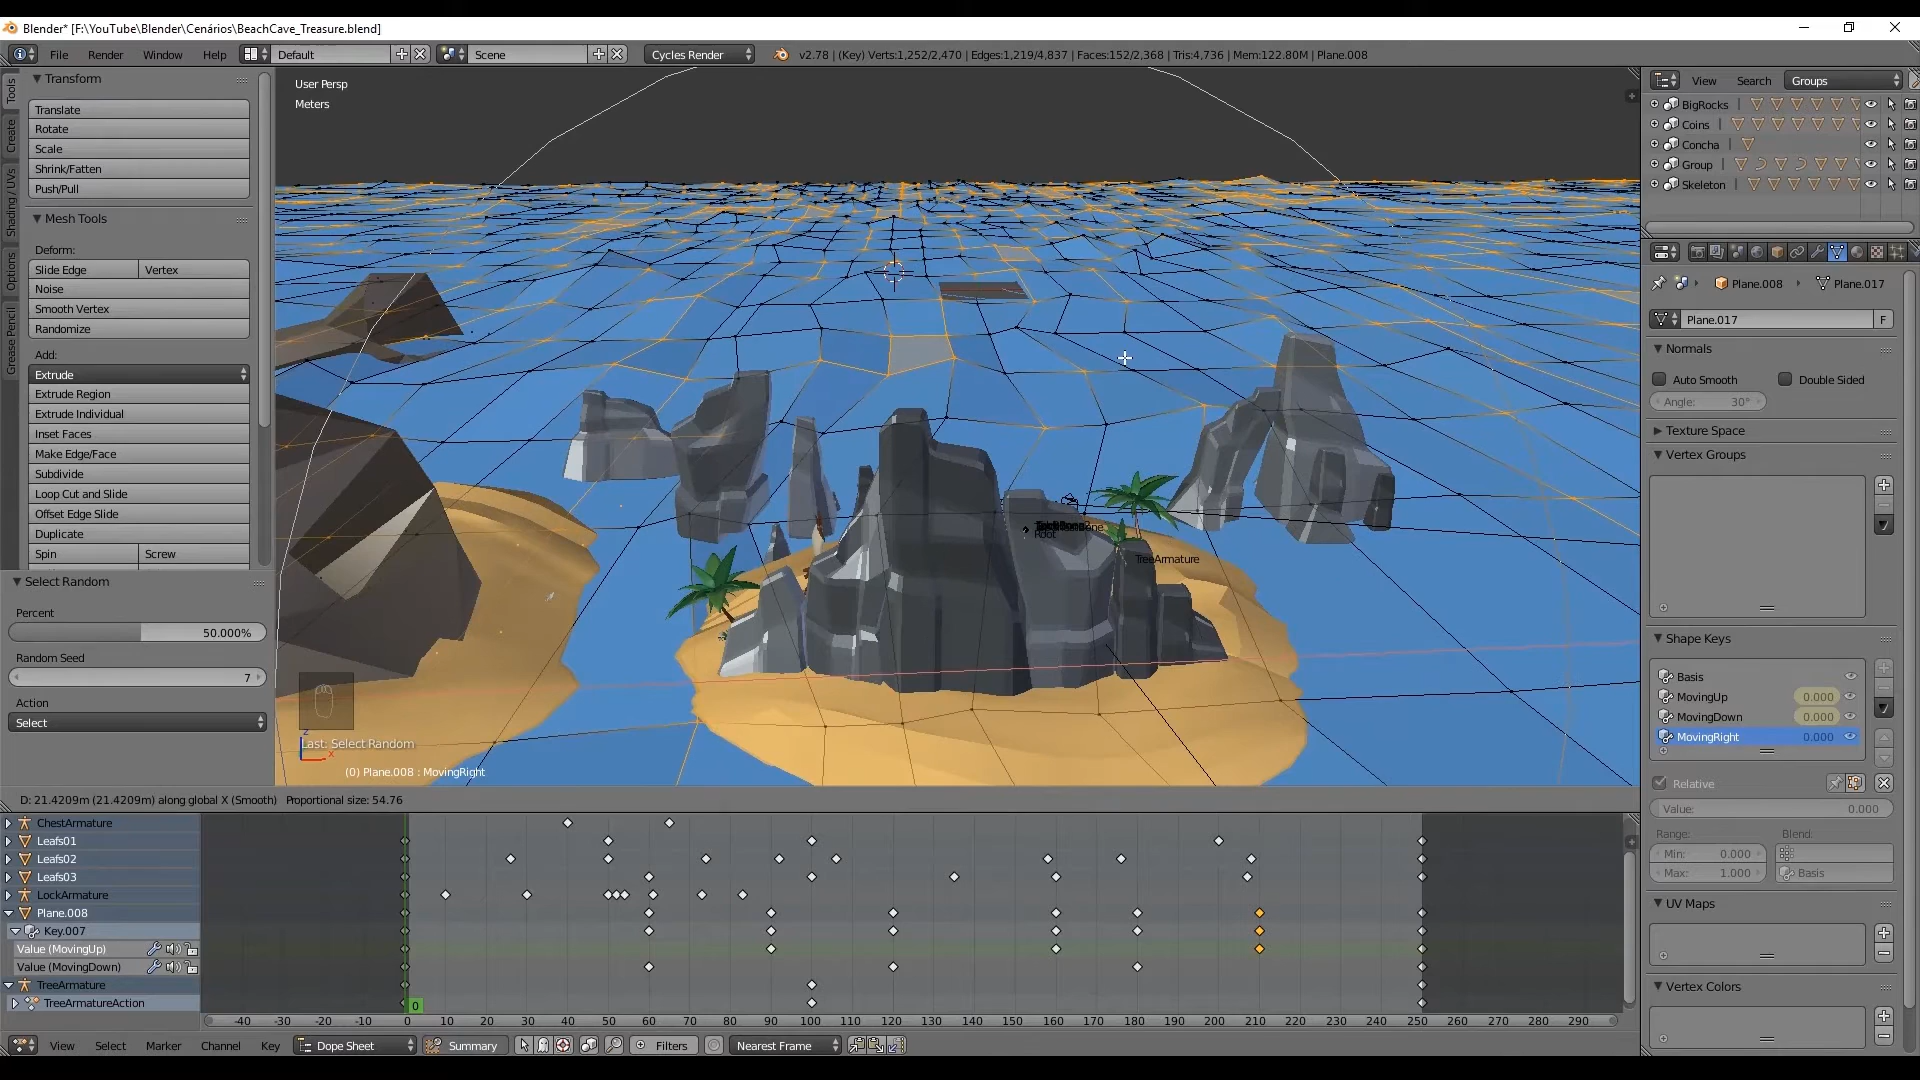 Blender* [F:\YouTube\Blender\Cenários\BeachCave_Treasure.blend]
File Render Window Help Default Scene Cycles Render v2.78 | (Key) Verts:1,252/2,470 | Edges:1,219/4,837 | Faces:152/2,368 | Tris:4,736 | Mem:122.80M | Plane.008
Tools
Create
Shading / UVs
Options
Grease Pencil
Transform
Translate
Rotate
Scale
Shrink/Fatten
Push/Pull
Mesh Tools
Deform:
Slide Edge Vertex
Noise
Smooth Vertex
Randomize
Add:
Extrude
Extrude Region
Extrude Individual
Inset Faces
Make Edge/Face
Subdivide
Loop Cut and Slide
Offset Edge Slide
Duplicate
Spin Screw
Select Random
Percent
50.000%
Random Seed
7
Action
Select
User Persp
Meters
Root
TreeArmature
Last: Select Random
z
x
(0) Plane.008 : MovingRight
D: 21.4209m (21.4209m) along global X (Smooth) Proportional size: 54.76
View Search Groups
BigRocks
Coins
Concha
Group
Skeleton
Plane.008 Plane.017
Plane.017 F
Normals
Auto Smooth Double Sided
Angle: 30°
Texture Space
Vertex Groups
Shape Keys
Basis
MovingUp 0.000
MovingDown 0.000
MovingRight 0.000
Relative
Value: 0.000
Range: Blend:
Min: 0.000
Max: 1.000 Basis
UV Maps
Vertex Colors
ChestArmature
Leafs01
Leafs02
Leafs03
LockArmature
Plane.008
Key.007
Value (MovingUp)
Value (MovingDown)
TreeArmature
TreeArmatureAction
0
-40 -30 -20 -10 0 10 20 30 40 50 60 70 80 90 100 110 120 130 140 150 160 170 180 190 200 210 220 230 240 250 260 270 280 290
View Select Marker Channel Key Dope Sheet Summary Filters Nearest Frame